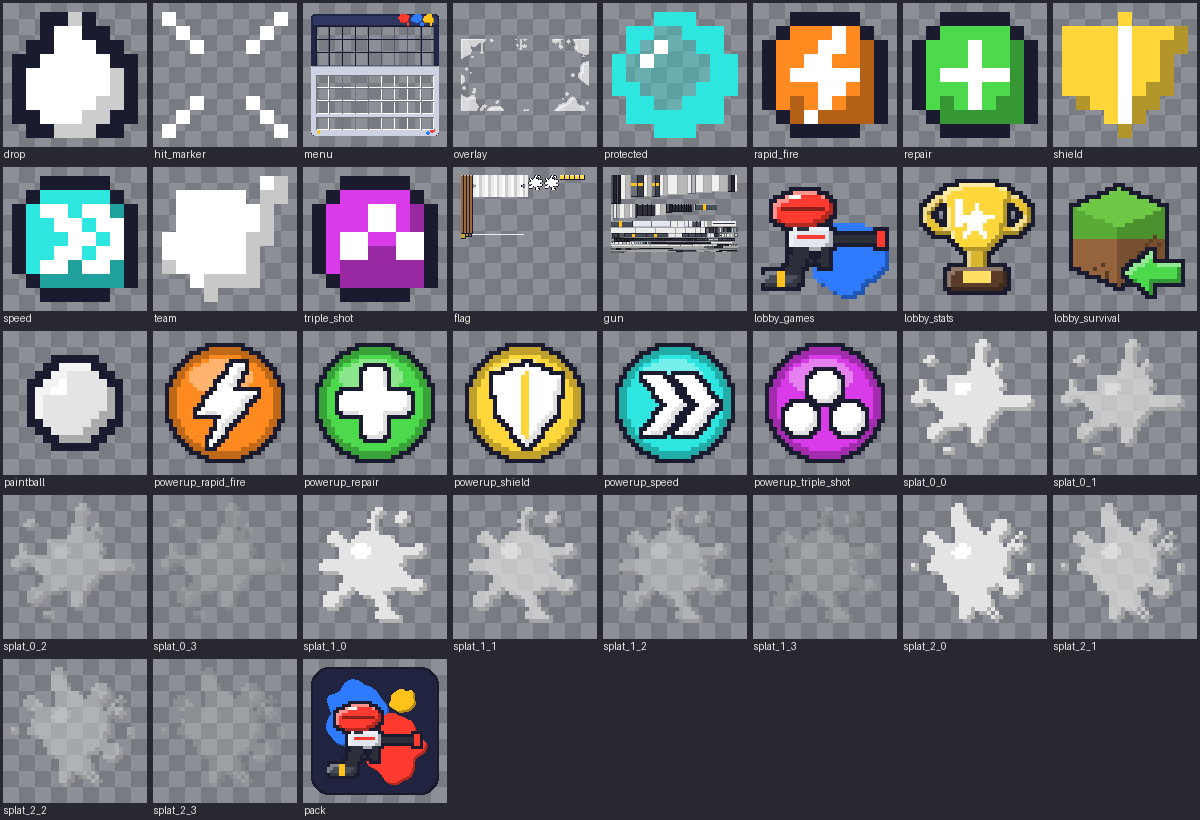 drop hit_marker menu overlay protected rapid_fire repair shield
speed team triple_shot flag gun lobby_games lobby_stats lobby_survival
paintball powerup_rapid_fire powerup_repair powerup_shield powerup_speed powerup_triple_shot splat_0_0 splat_0_1
splat_0_2 splat_0_3 splat_1_0 splat_1_1 splat_1_2 splat_1_3 splat_2_0 splat_2_1
splat_2_2 splat_2_3 pack